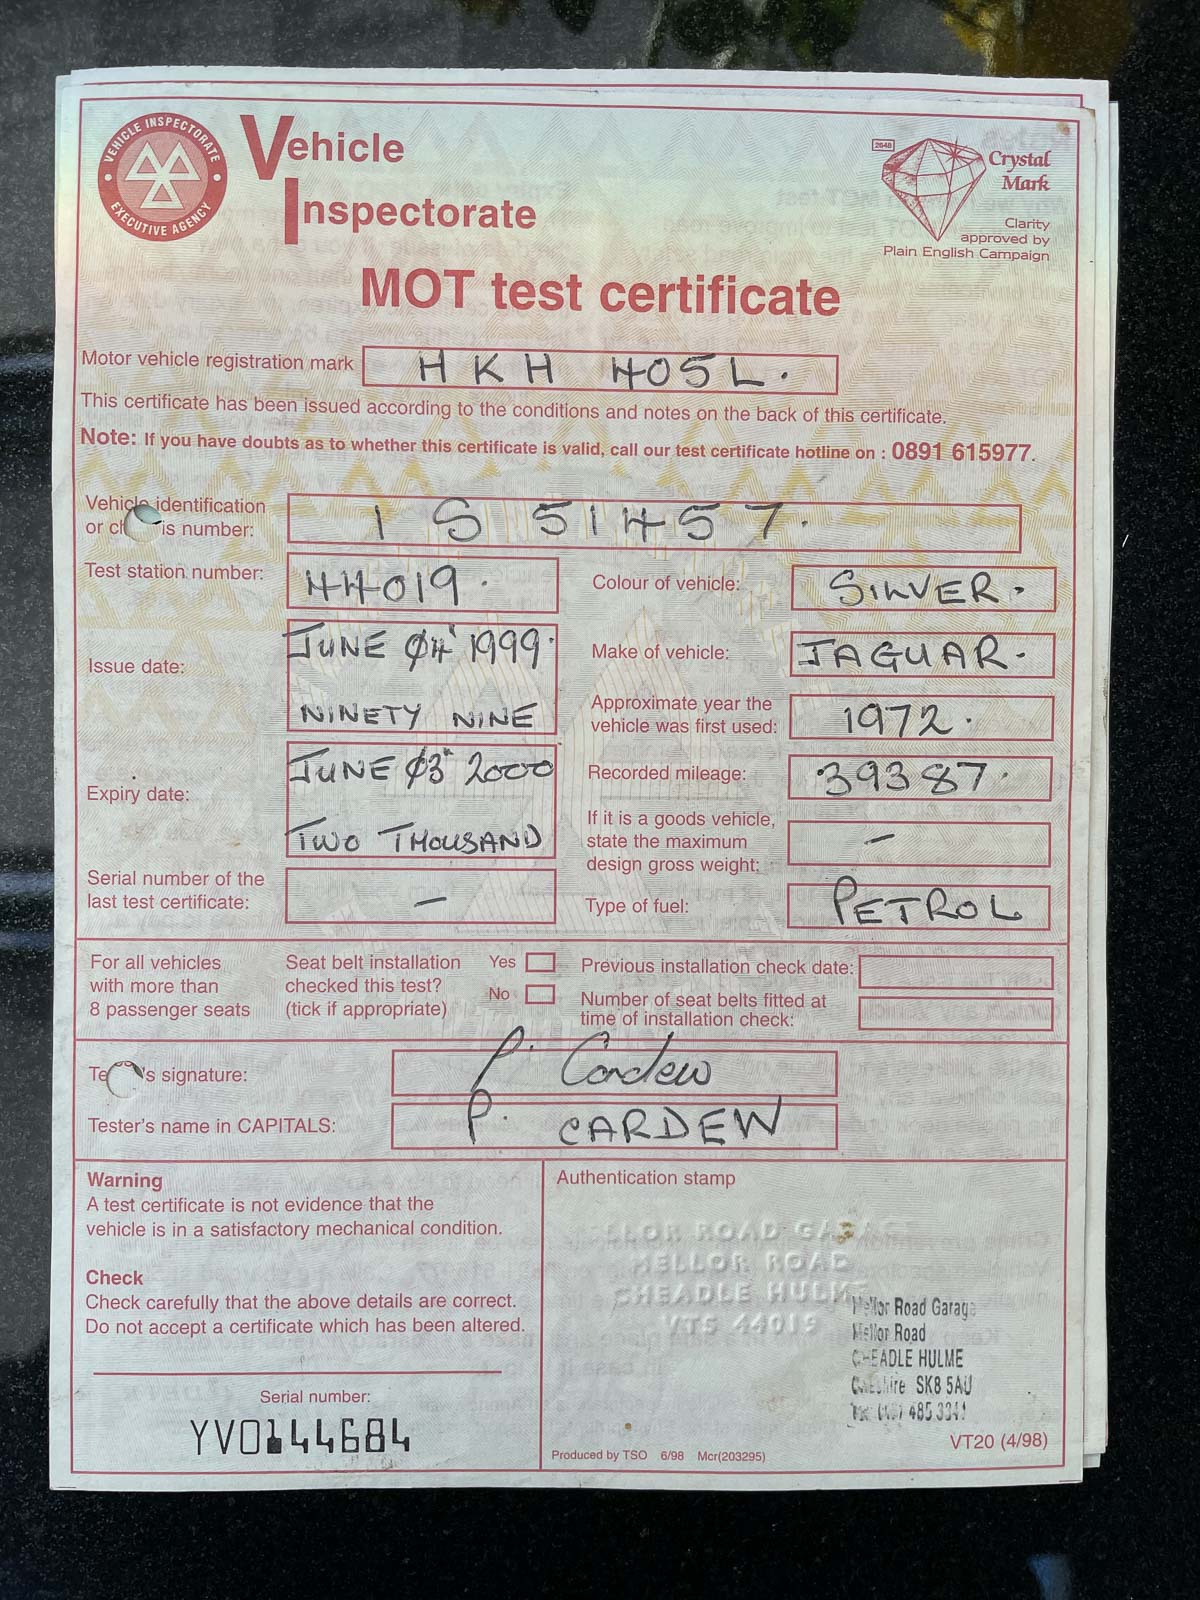 VEHICLE INSPECTORATE
EXECUTIVE AGENCY
Vehicle
Inspectorate
2648
Crystal
Mark
Clarity
approved by
Plain English Campaign
MOT test certificate
Motor vehicle registration mark HKH 405L.
This certificate has been issued according to the conditions and notes on the back of this certificate.
Note: If you have doubts as to whether this certificate is valid, call our test certificate hotline on : 0891 615977.
Vehicle identification
or is number: 1 S 51457.
Test station number: 44019.
Colour of vehicle: SILVER.
Issue date: JUNE 04 1999.
NINETY NINE
Make of vehicle: JAGUAR.
Approximate year the
vehicle was first used: 1972.
Expiry date: JUNE 03 2000
TWO THOUSAND
Recorded mileage: 39387.
If it is a goods vehicle,
state the maximum
design gross weight: –
Serial number of the
last test certificate: –
Type of fuel: PETROL
For all vehicles
with more than
8 passenger seats
Seat belt installation
checked this test?
(tick if appropriate)
Yes
No
Previous installation check date:
Number of seat belts fitted at
time of installation check:
signature: P. Cardew
Tester's name in CAPITALS: P. CARDEW
Warning
A test certificate is not evidence that the
vehicle is in a satisfactory mechanical condition.
Check
Check carefully that the above details are correct.
Do not accept a certificate which has been altered.
Serial number:
YV0144684
Authentication stamp
ROAD
MELLOR ROAD
CHEADLE HULME
VTS 44019
Mellor Road Garage
Mellor Road
CHEADLE HULME
Cheshire SK8 5AU
485 3341
Produced by TSO 6/98 Mcr(203295)
VT20 (4/98)